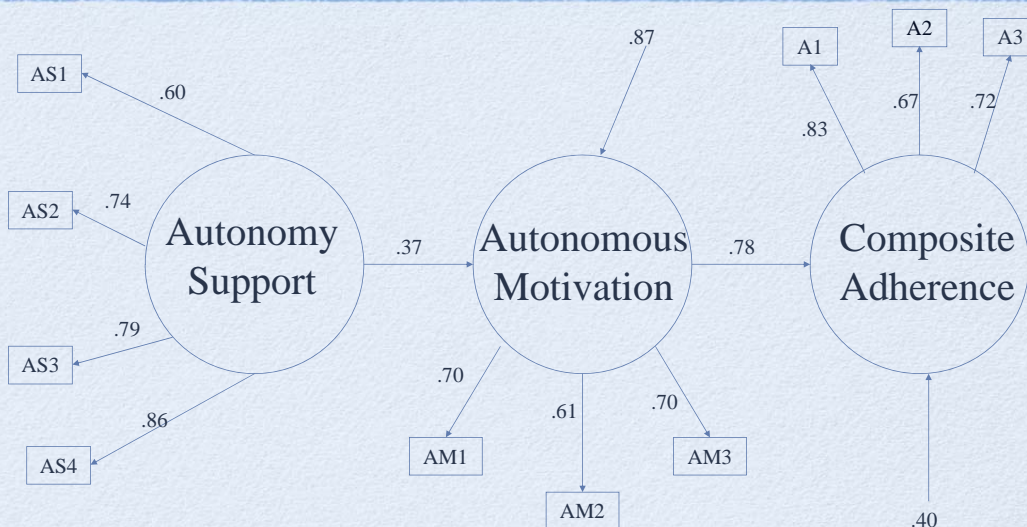 .87
A1
A2
A3
AS1
.60
.83
.67
.72
AS2
.74
Autonomy
Support
.37
Autonomous
Motivation
.78
Composite
Adherence
AS3
.79
.86
AS4
.70
.61
.70
AM1
AM2
AM3
.40